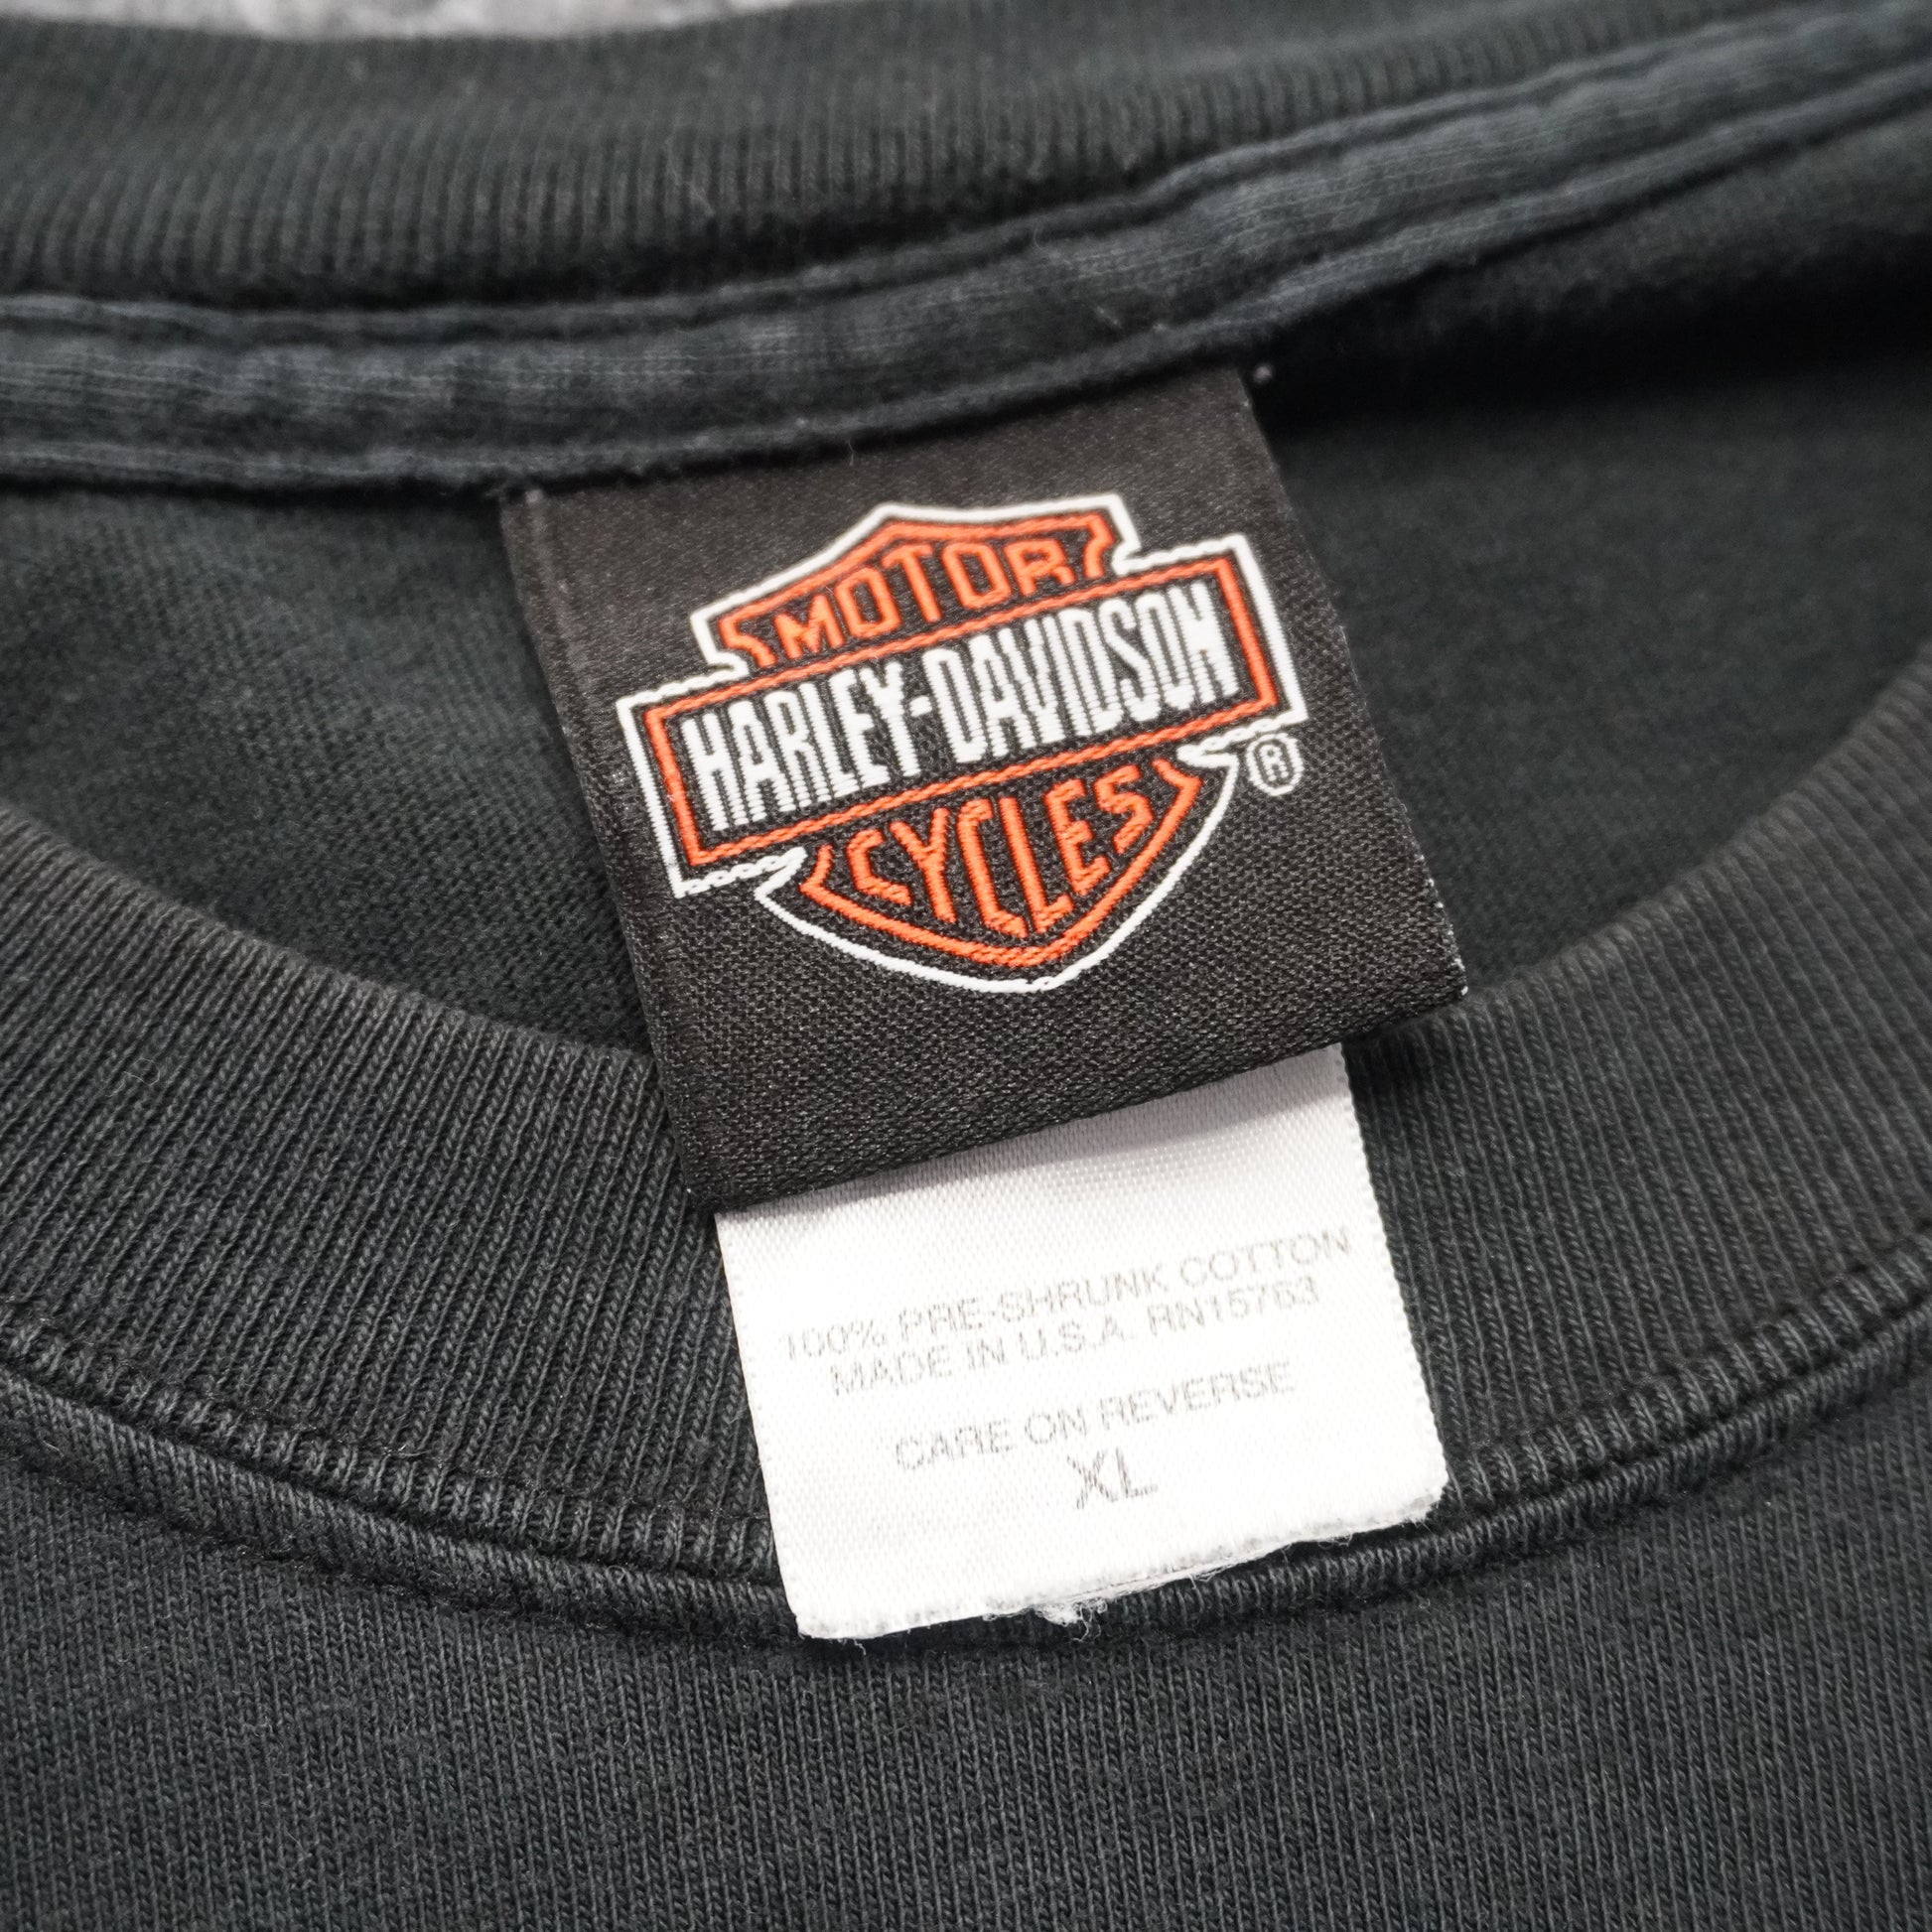 MOTOR
HARLEY-DAVIDSON
CYCLES
®
100% PRE-SHRUNK COTTON
MADE IN U.S.A. RN15763
CARE ON REVERSE
XL